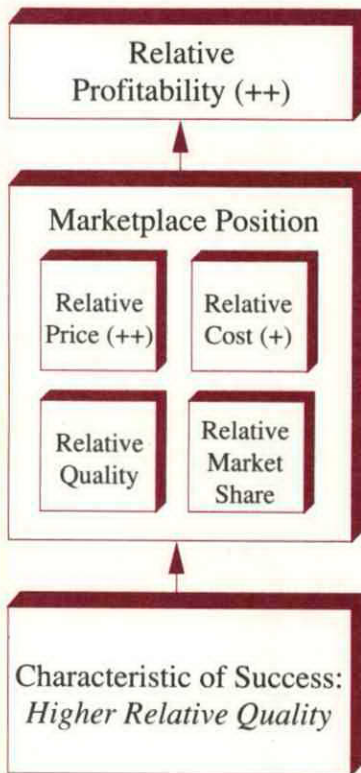 Relative
Profitability (++)
Marketplace Position
Relative
Price (++)
Relative
Cost (+)
Relative
Quality
Relative
Market
Share
Characteristic of Success:
Higher Relative Quality